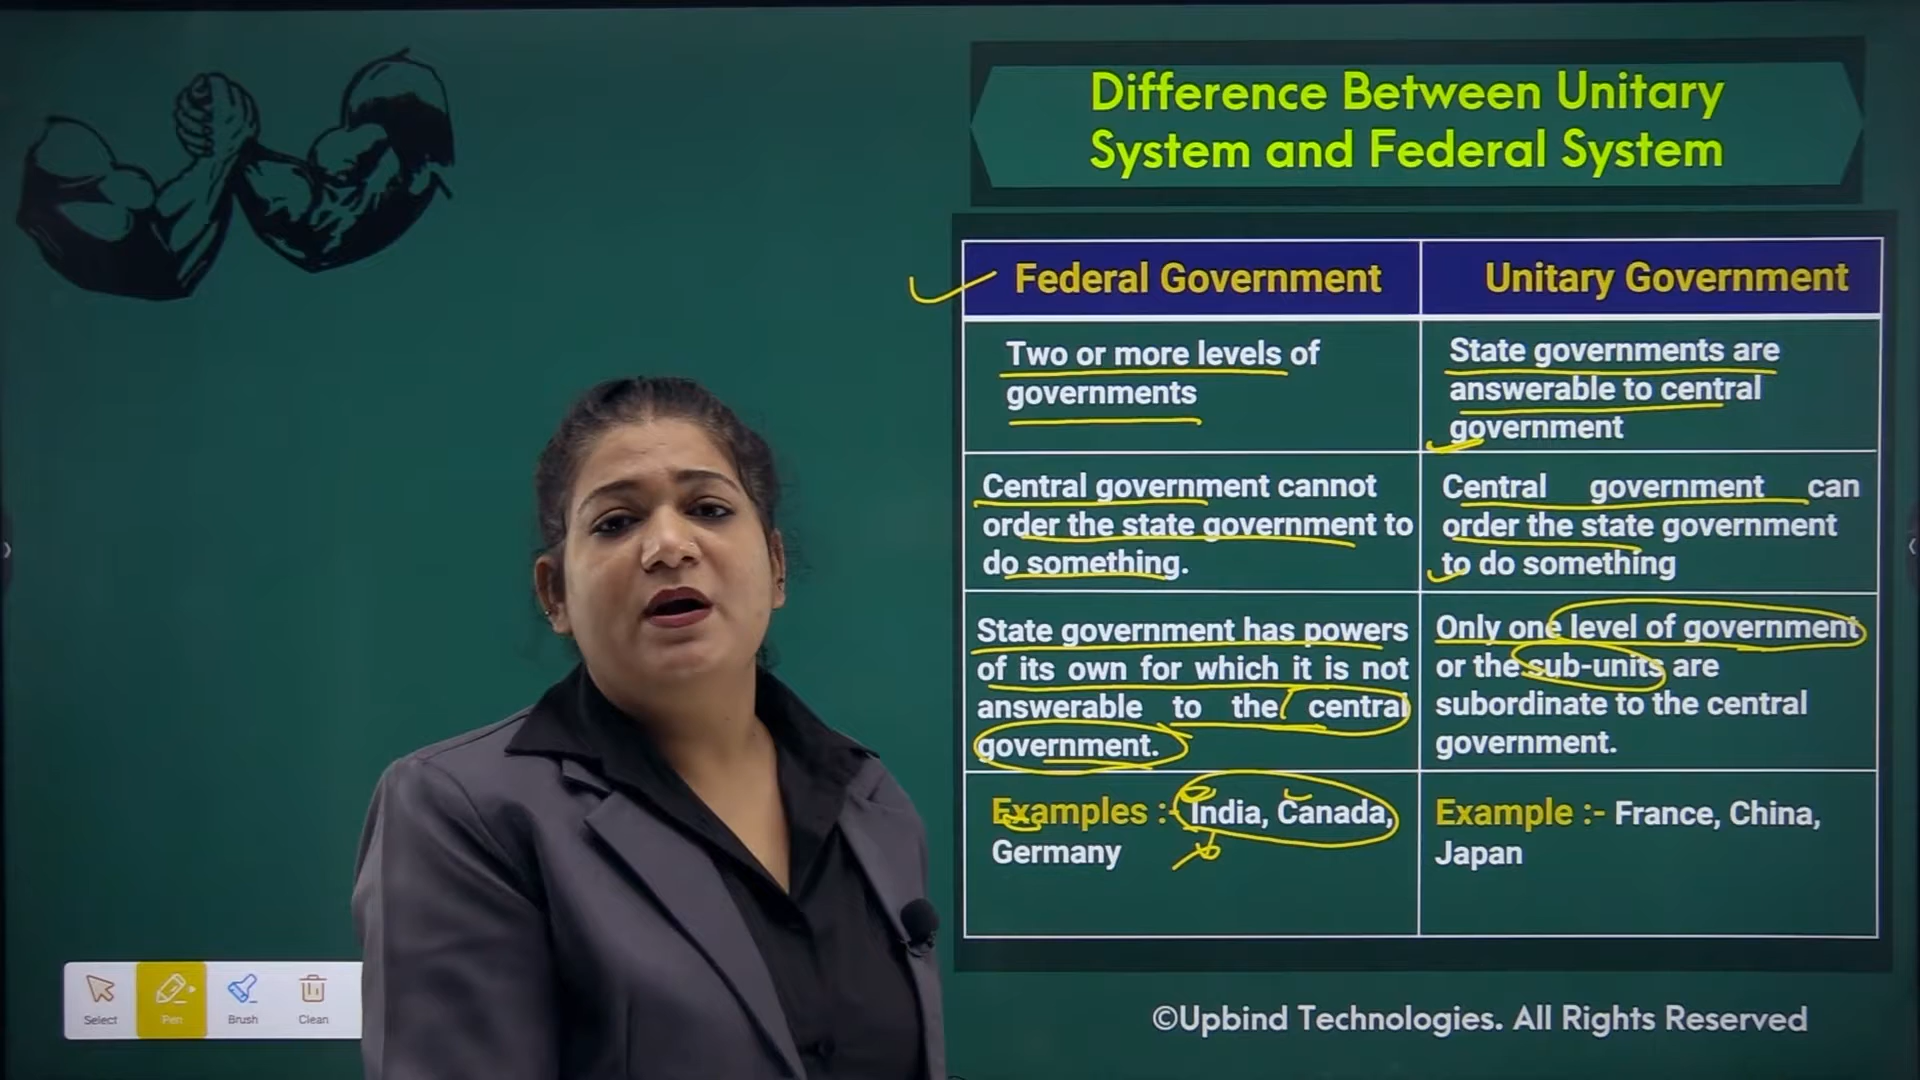 Difference Between Unitary
System and Federal System
Federal Government
Unitary Government
Two or more levels of
governments
State governments are
answerable to central
government
Central government cannot
order the state government to
do something.
Central government can
order the state government
to do something
State government has powers
of its own for which it is not
answerable to the central
government.
Only one level of government
or the sub-units are
subordinate to the central
government.
Examples :- India, Canada,
Germany
Example :- France, China,
Japan
Select
Pen
Brush
Clean
©Upbind Technologies. All Rights Reserved